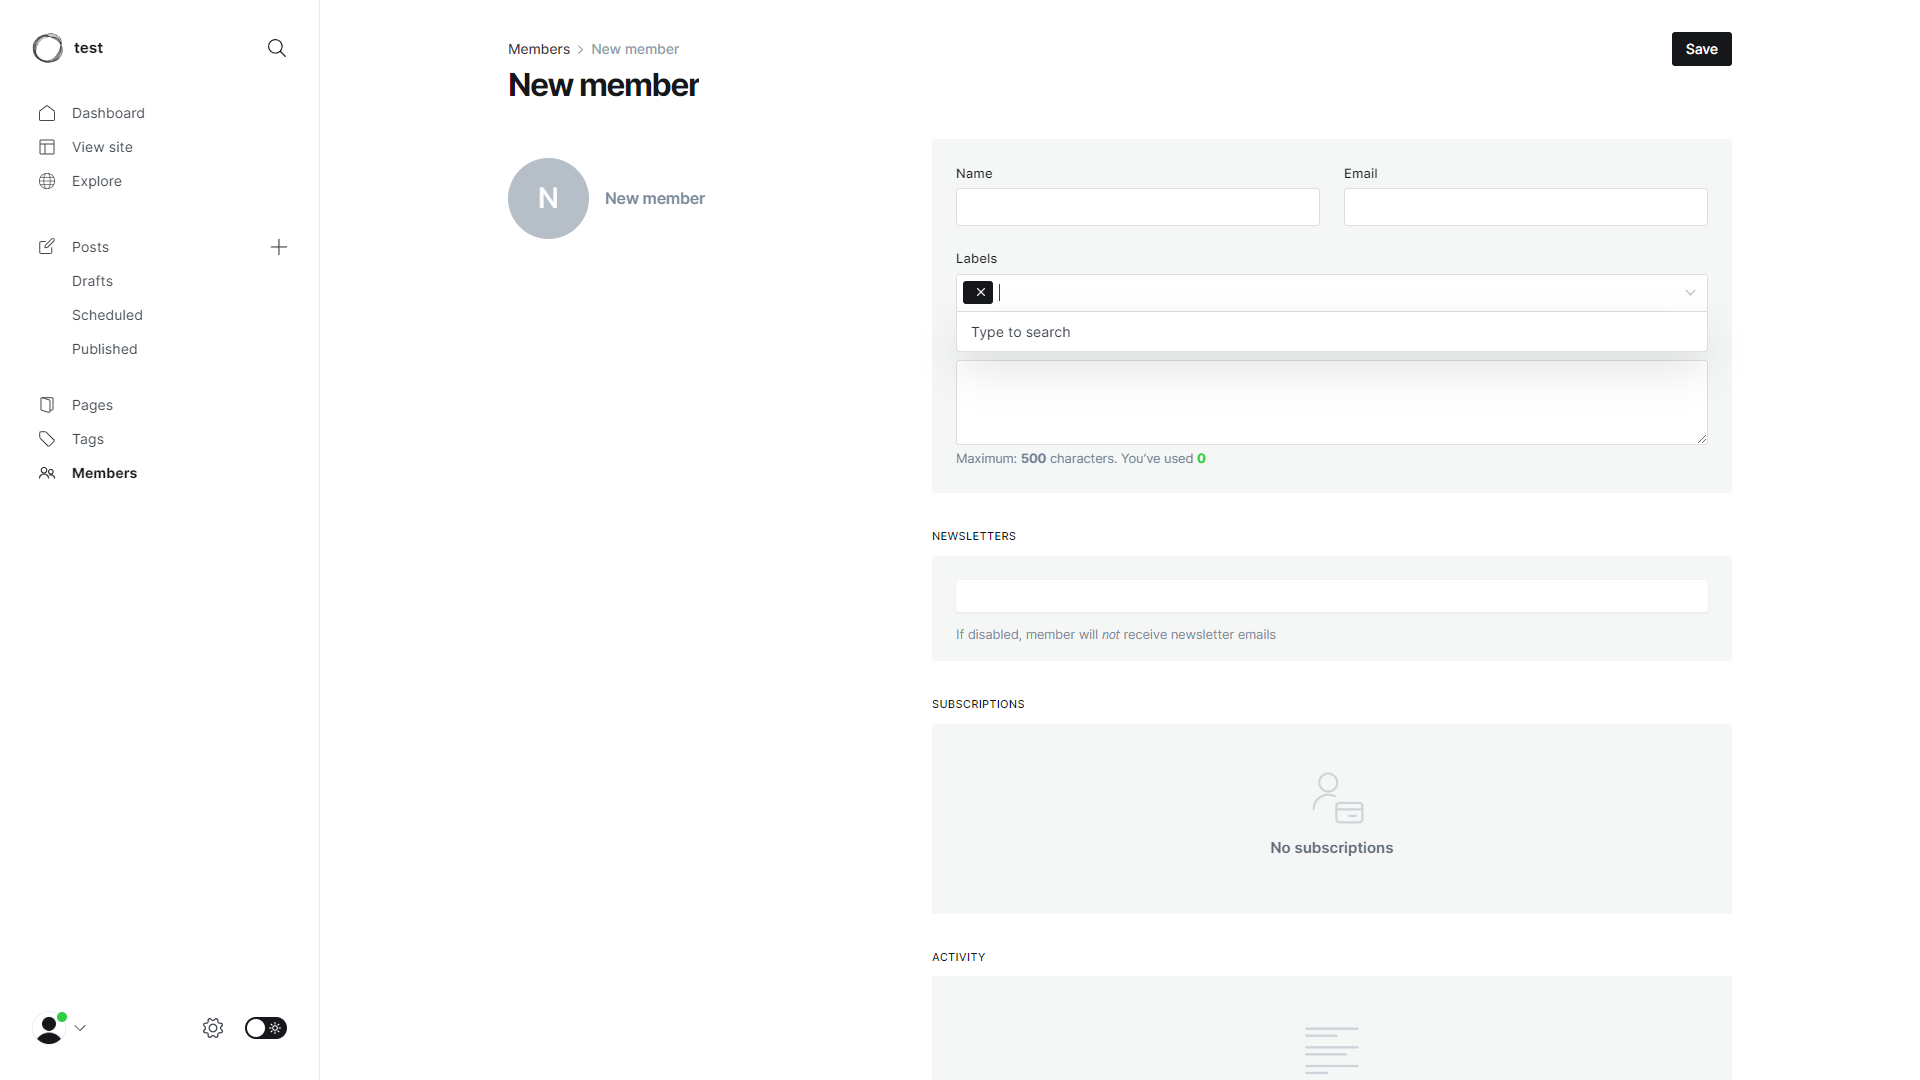 test
Dashboard
View site
Explore
Posts
Drafts
Scheduled
Published
Pages
Tags
Members
Members > New member
New member
Save
N
New member
Name
Email
Labels
Type to search
Maximum: 500 characters. You’ve used 0
NEWSLETTERS
If disabled, member will not receive newsletter emails
SUBSCRIPTIONS
No subscriptions
ACTIVITY